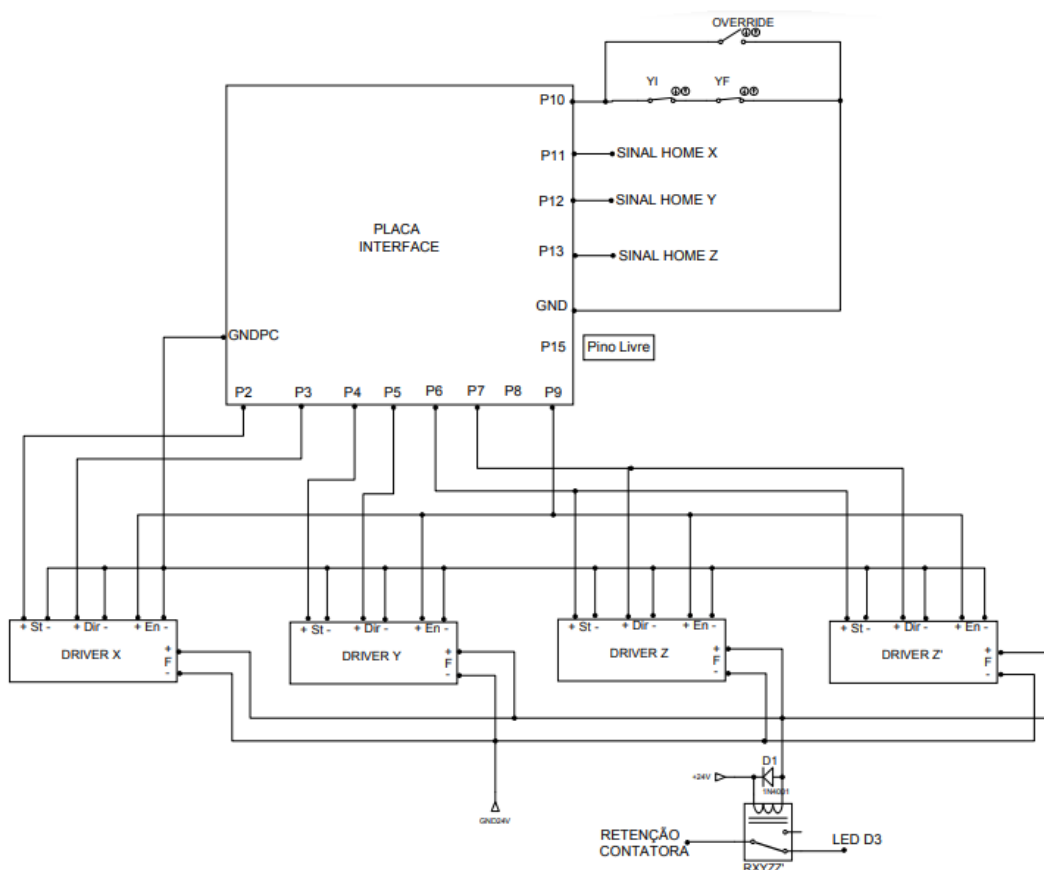 OVERRIDE
YI YF
P10
P11 SINAL HOME X
P12 SINAL HOME Y
PLACA
INTERFACE
P13 SINAL HOME Z
GND
GNDPC
P15 Pino Livre
P2 P3 P4 P5 P6 P7 P8 P9
+ St - + Dir - + En -
DRIVER X
+
F
-
+ St - + Dir - + En -
DRIVER Y
+
F
-
+ St - + Dir - + En -
DRIVER Z
+
F
-
+ St - + Dir - + En -
DRIVER Z'
+
F
-
D1
+24V
1N4001
GND24V
RETENÇÃO
CONTATORA
LED D3
RXYZZ'